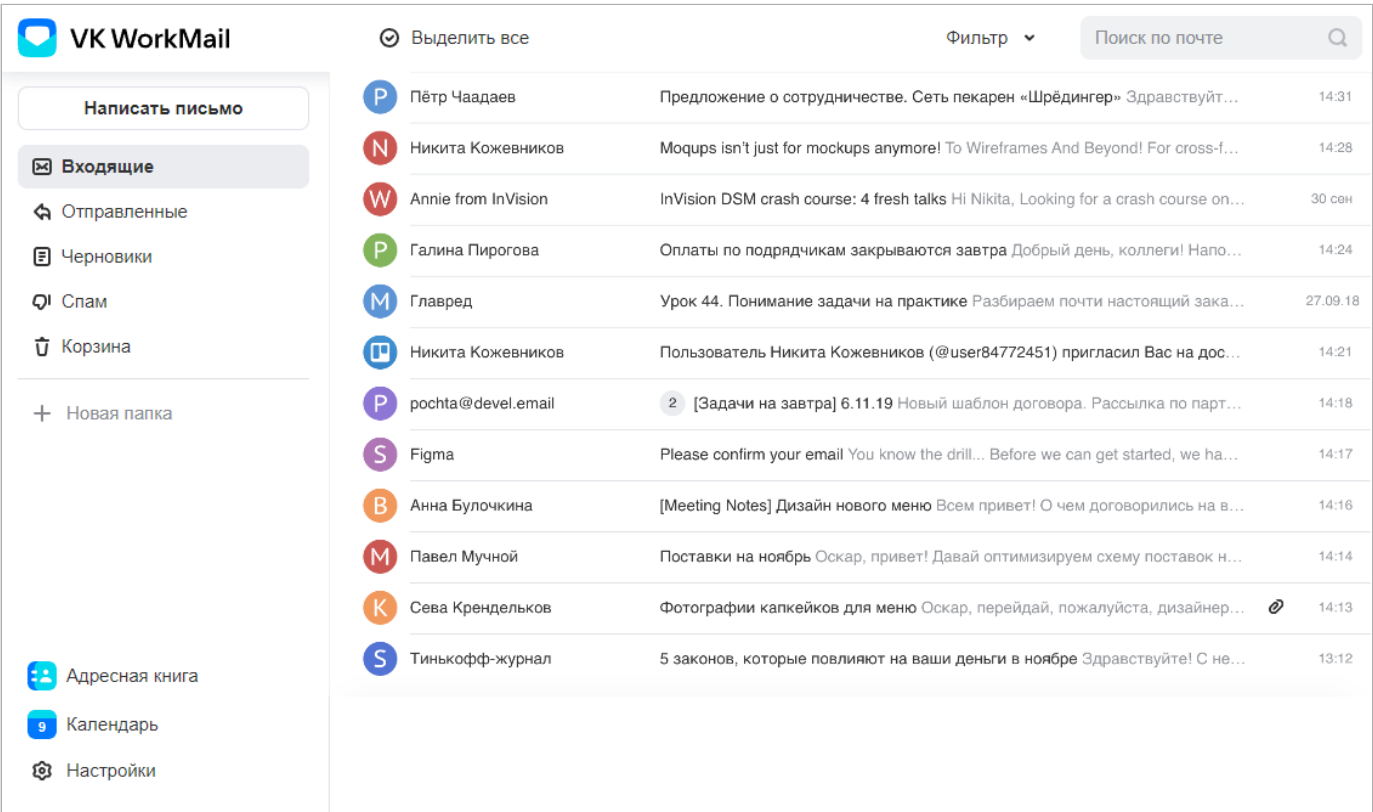 VK WorkMail
Выделить все Фильтр Поиск по почте
Написать письмо
Входящие
Отправленные
Черновики
Спам
Корзина
Новая папка
Адресная книга
9 Календарь
Настройки
P Пётр Чаадаев Предложение о сотрудничестве. Сеть пекарен «Шрёдингер» Здравствуйт... 14:31
N Никита Кожевников Moqups isn't just for mockups anymore! To Wireframes And Beyond! For cross-f... 14:28
W Annie from InVision InVision DSM crash course: 4 fresh talks Hi Nikita, Looking for a crash course on... 30 сен
P Галина Пирогова Оплаты по подрядчикам закрываются завтра Добрый день, коллеги! Напо... 14:24
M Главред Урок 44. Понимание задачи на практике Разбираем почти настоящий зака... 27.09.18
Никита Кожевников Пользователь Никита Кожевников (@user84772451) пригласил Вас на дос... 14:21
P pochta@devel.email 2 [Задачи на завтра] 6.11.19 Новый шаблон договора. Рассылка по парт... 14:18
S Figma Please confirm your email You know the drill... Before we can get started, we ha... 14:17
B Анна Булочкина [Meeting Notes] Дизайн нового меню Всем привет! О чем договорились на в... 14:16
M Павел Мучной Поставки на ноябрь Оскар, привет! Давай оптимизируем схему поставок н... 14:14
K Сева Крендельков Фотографии капкейков для меню Оскар, перейдай, пожалуйста, дизайнер... 14:13
S Тинькофф-журнал 5 законов, которые повлияют на ваши деньги в ноябре Здравствуйте! С не... 13:12